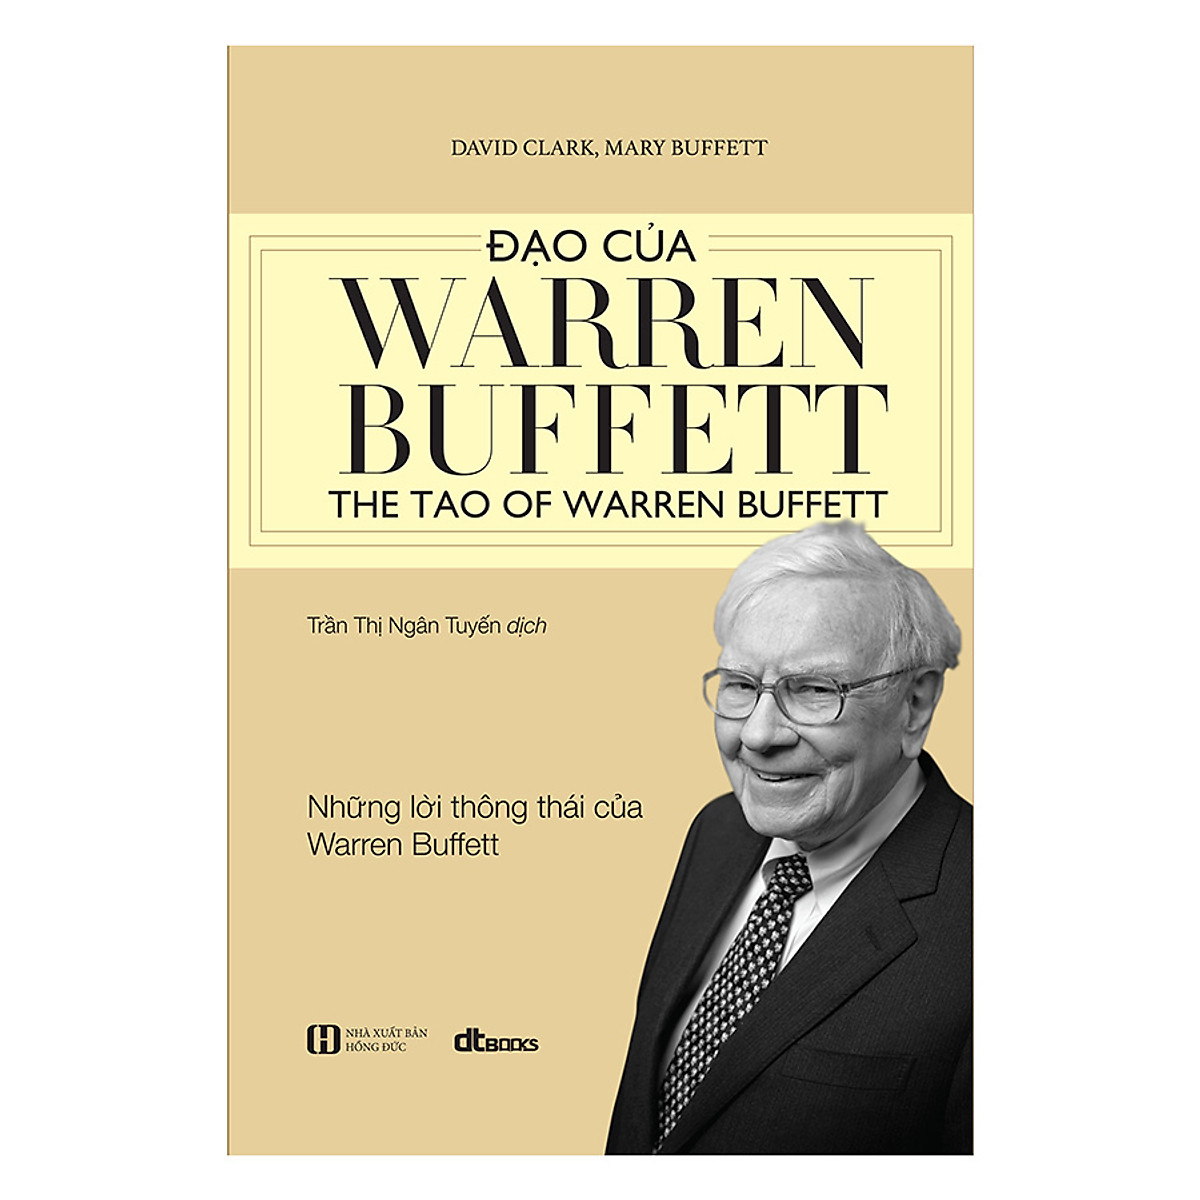 DAVID CLARK, MARY BUFFETT
ĐẠO CỦA
WARREN
BUFFETT
THE TAO OF WARREN BUFFETT
Trần Thị Ngân Tuyến dịch
Những lời thông thái của
Warren Buffett
NHÀ XUẤT BẢN
HỒNG ĐỨC
dtBOOKS